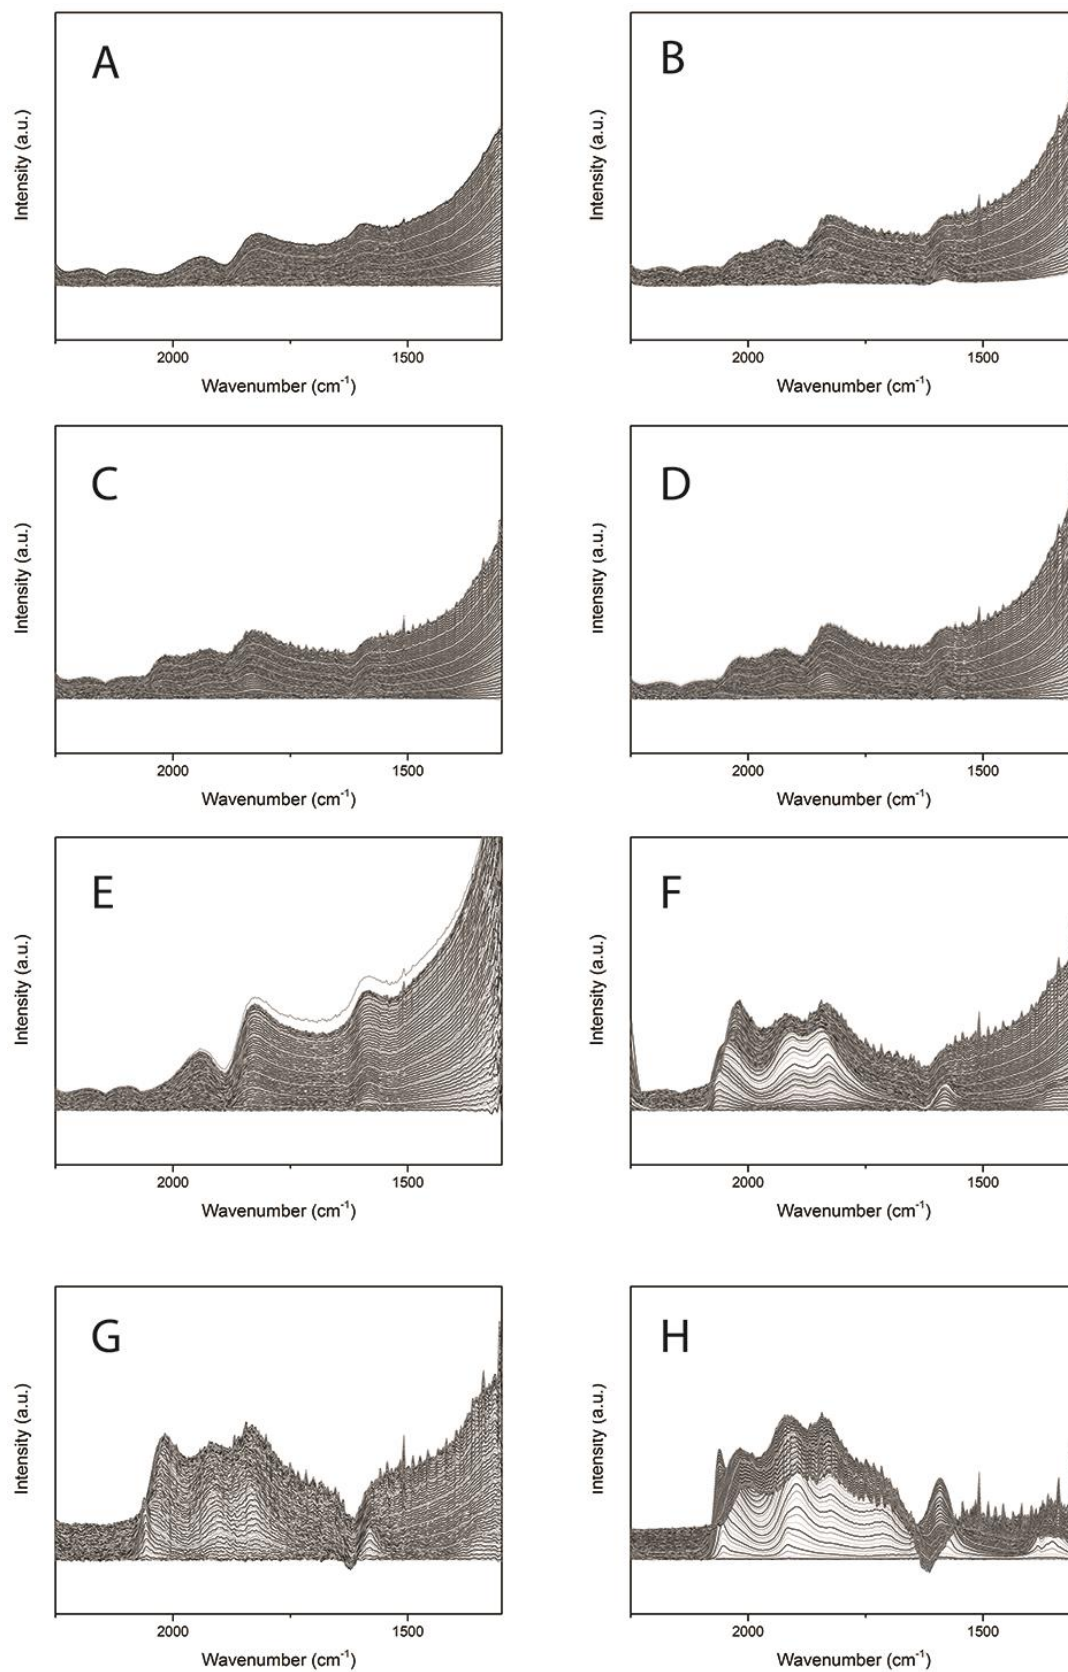 A
B
Intensity (a.u.)
Intensity (a.u.)
2000
1500
2000
1500
Wavenumber (cm⁻¹)
Wavenumber (cm⁻¹)
C
D
Intensity (a.u.)
Intensity (a.u.)
2000
1500
2000
1500
Wavenumber (cm⁻¹)
Wavenumber (cm⁻¹)
E
F
Intensity (a.u.)
Intensity (a.u.)
2000
1500
2000
1500
Wavenumber (cm⁻¹)
Wavenumber (cm⁻¹)
G
H
Intensity (a.u.)
Intensity (a.u.)
2000
1500
2000
1500
Wavenumber (cm⁻¹)
Wavenumber (cm⁻¹)